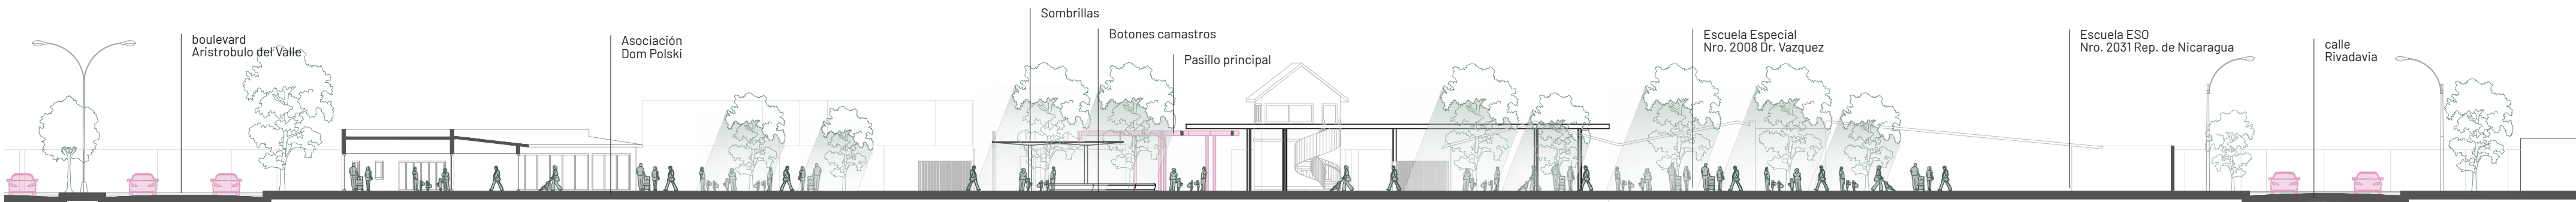 boulevard
Aristrobulo del Valle
Asociación
Dom Polski
Sombrillas
Botones camastros
Pasillo principal
Escuela Especial
Nro. 2008 Dr. Vazquez
Escuela ESO
Nro. 2031 Rep. de Nicaragua
calle
Rivadavia